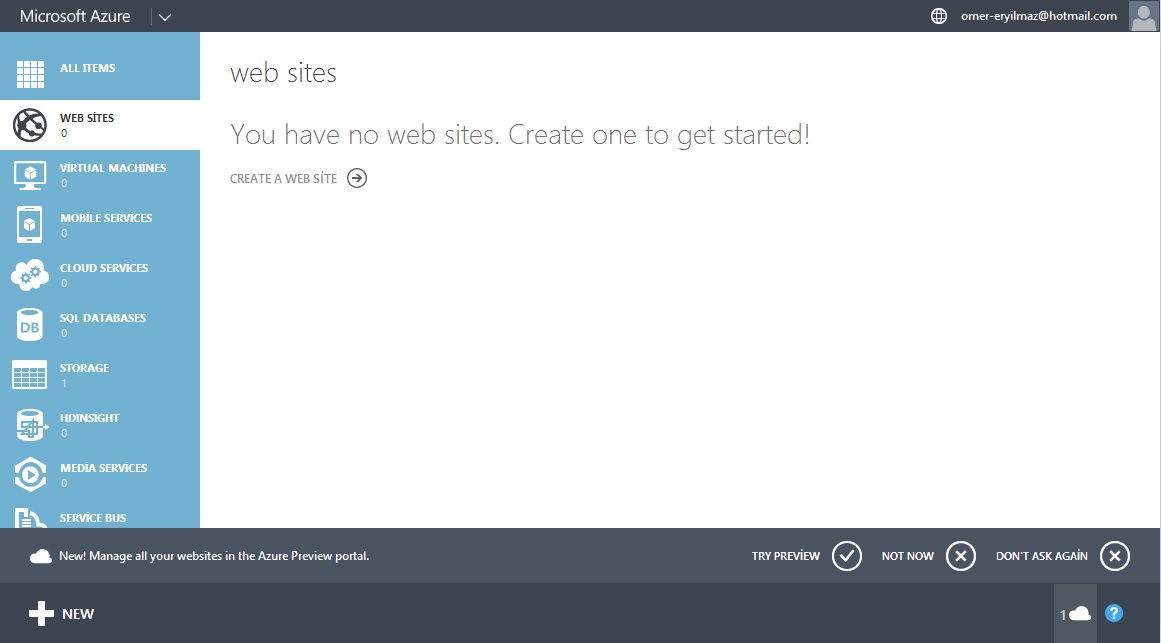 Microsoft Azure
omer-eryilmaz@hotmail.com
ALL ITEMS
WEB SİTES
0
VİRTUAL MACHİNES
0
MOBİLE SERVİCES
0
CLOUD SERVİCES
0
SQL DATABASES
0
DB
STORAGE
1
HDINSİGHT
0
MEDİA SERVİCES
0
SERVİCE BUS
web sites
You have no web sites. Create one to get started!
CREATE A WEB SİTE
New! Manage all your websites in the Azure Preview portal.
TRY PREVİEW
NOT NOW
DON'T ASK AGAİN
NEW
1
?